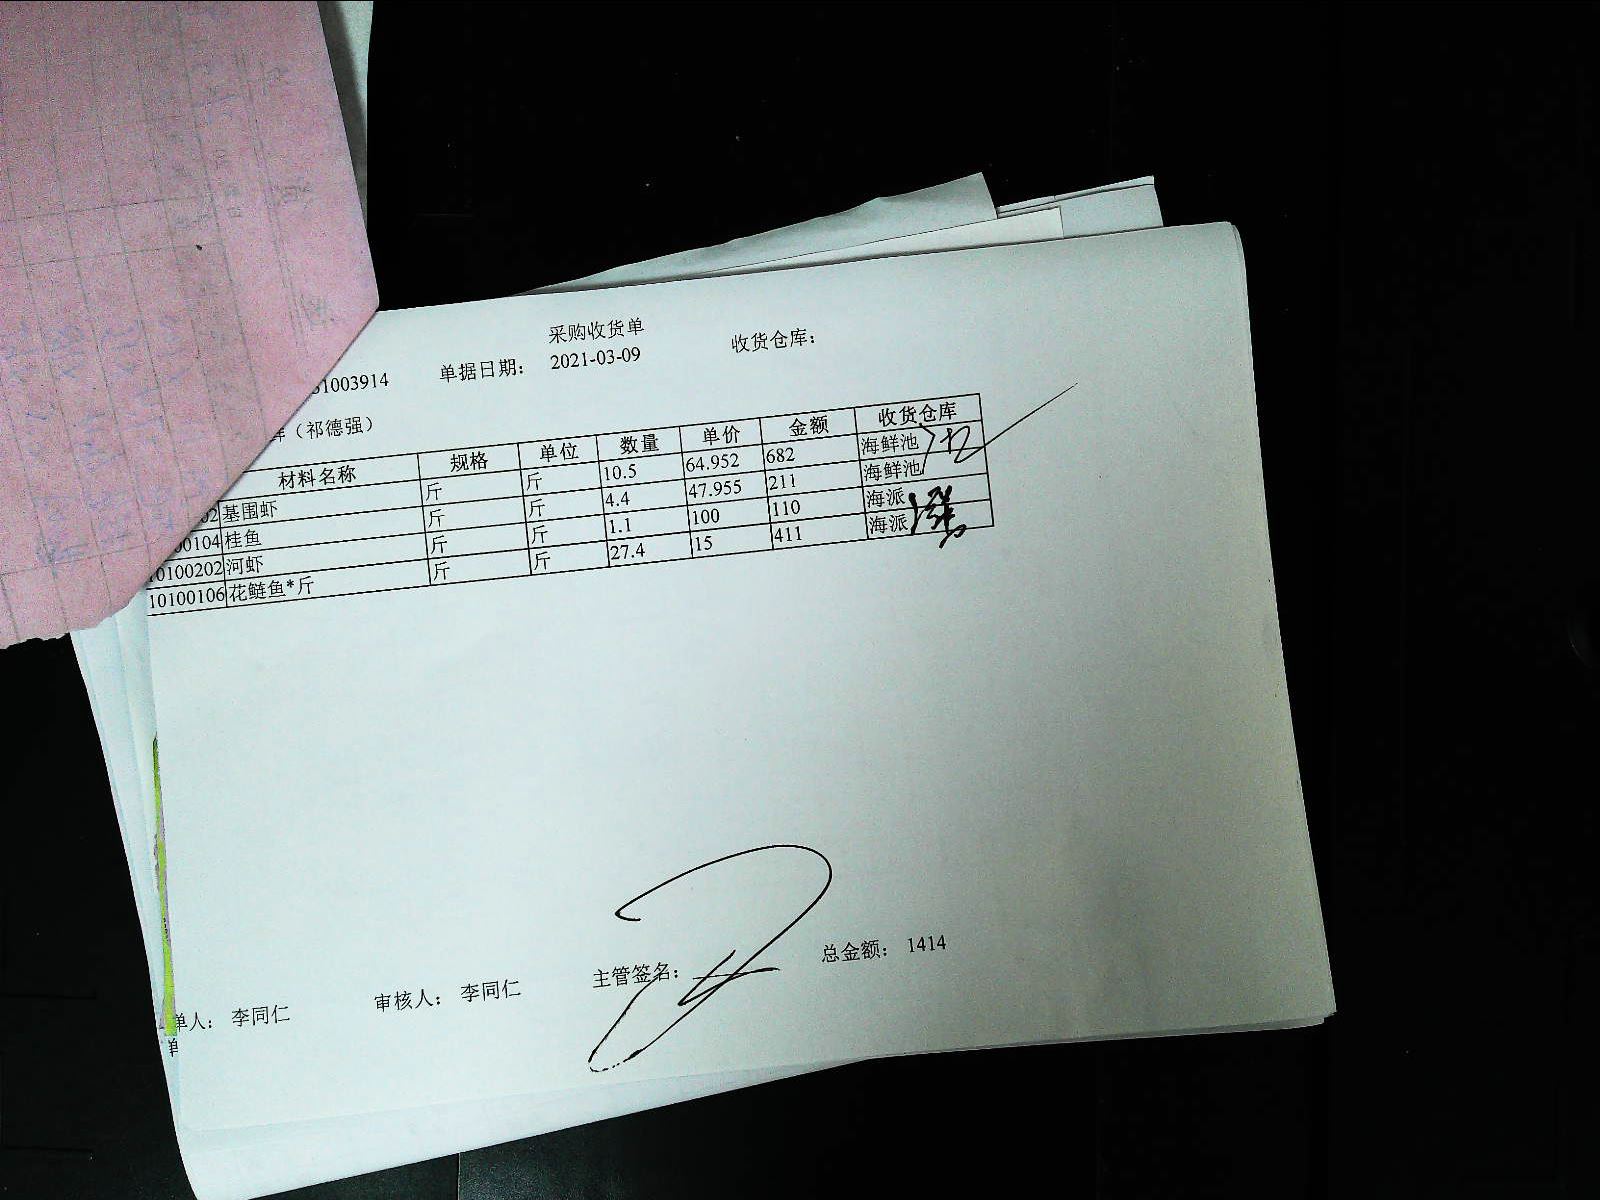 采购收货单
31003914 单据日期： 2021-03-09 收货仓库：
（祁德强）
材料名称 规格 单位 数量 单价 金额 收货仓库
02 基围虾 斤 斤 10.5 64.952 682 海鲜池
00104 桂鱼 斤 斤 4.4 47.955 211 海鲜池
10100202 河虾 斤 斤 1.1 100 110 海派
10100106 花鲢鱼*斤 斤 斤 27.4 15 411 海派
单人： 李同仁 审核人： 李同仁 主管签名： 总金额： 1414